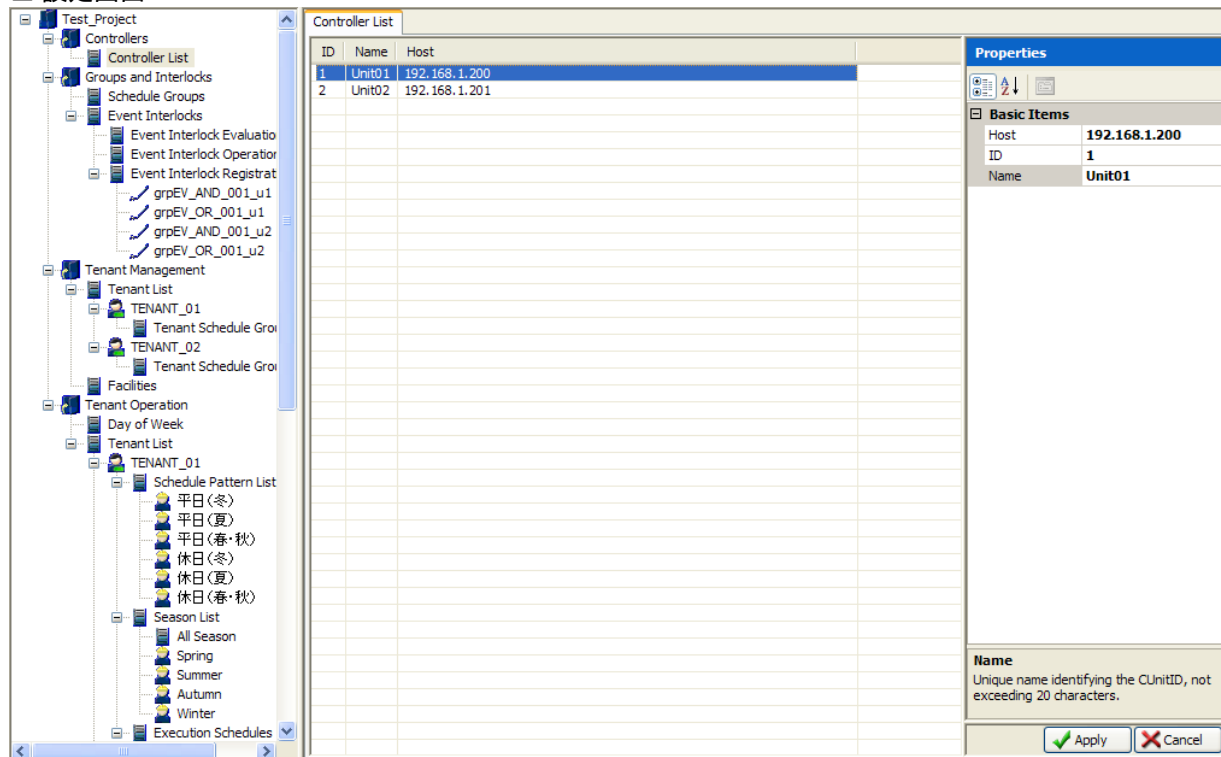 Test_Project
Controllers
Controller List
Groups and Interlocks
Schedule Groups
Event Interlocks
Event Interlock Evaluatio
Event Interlock Operation
Event Interlock Registrat
grpEV_AND_001_u1
grpEV_OR_001_u1
grpEV_AND_001_u2
grpEV_OR_001_u2
Tenant Management
Tenant List
TENANT_01
Tenant Schedule Grou
TENANT_02
Tenant Schedule Grou
Facilities
Tenant Operation
Day of Week
Tenant List
TENANT_01
Schedule Pattern List
平日(冬)
平日(夏)
平日(春・秋)
休日(冬)
休日(夏)
休日(春・秋)
Season List
All Season
Spring
Summer
Autumn
Winter
Execution Schedules
Controller List
ID Name Host
1 Unit01 192.168.1.200
2 Unit02 192.168.1.201
Properties
Basic Items
Host 192.168.1.200
ID 1
Name Unit01
Name
Unique name identifying the CUnitID, not
exceeding 20 characters.
Apply Cancel